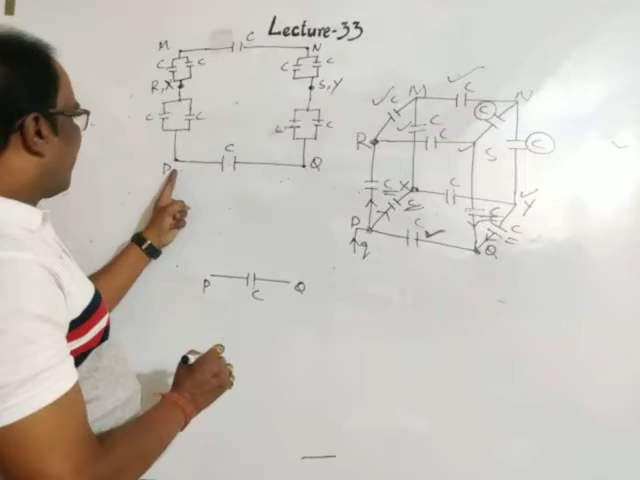 Lecture-33
M C N
C C C C
R,X S,Y
C C C C
P C Q
P C Q
M C N
C C C C
R C S
X C Y
C C C C
P C Q
q